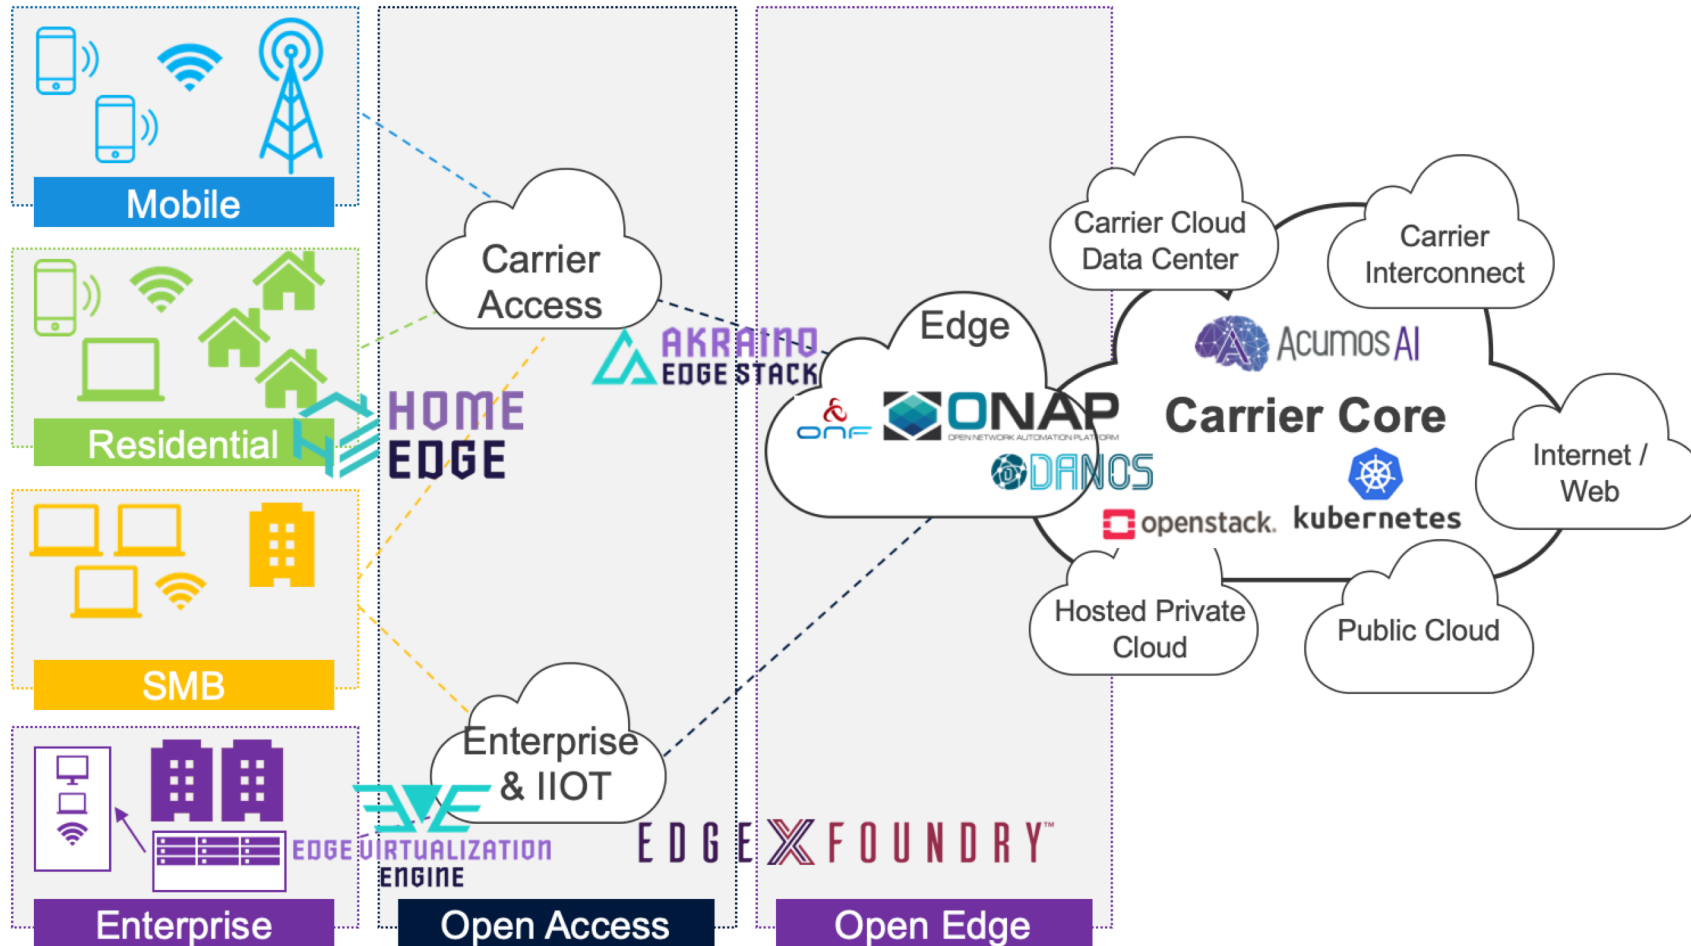 Mobile
Residential
SMB
Enterprise
Carrier
Access
AKRAINO
EDGE STACK
HOME
EDGE
Enterprise
& IIOT
EDGE VIRTUALIZATION
ENGINE
EDGE X FOUNDRY™
Open Access
Open Edge
Edge
ONF
ONAP
OPEN NETWORK AUTOMATION PLATFORM
D
DANOS
Carrier Cloud
Data Center
Carrier
Interconnect
A
Acumos AI
Carrier Core
openstack.
kubernetes
Internet /
Web
Hosted Private
Cloud
Public Cloud